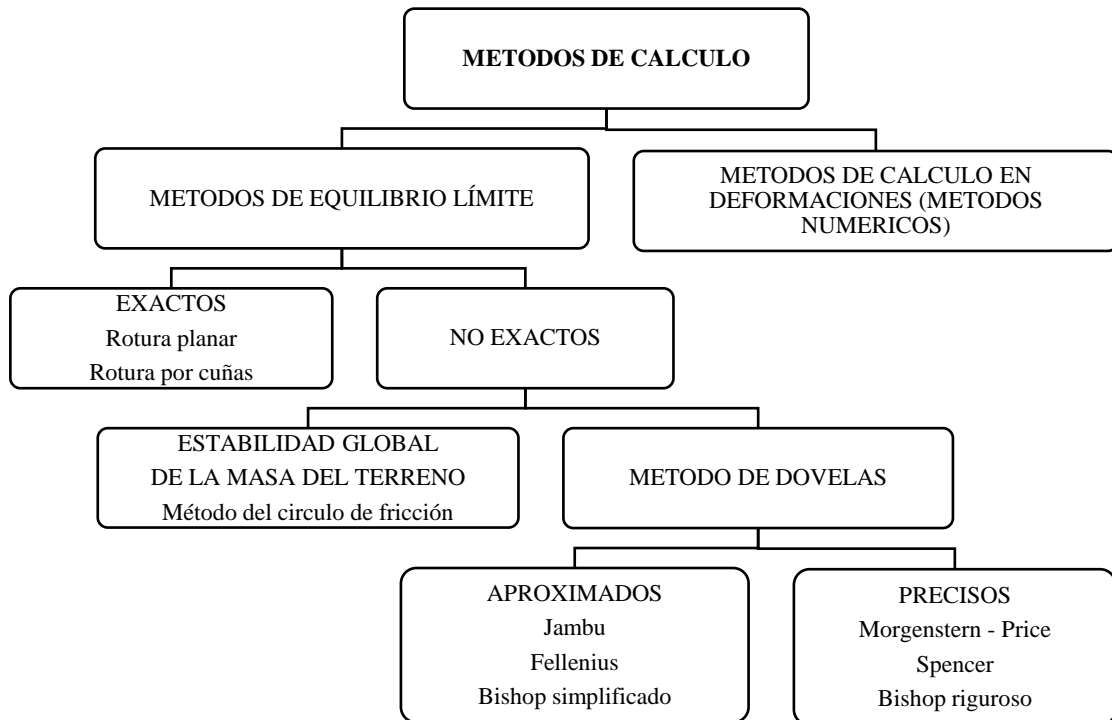 METODOS DE CALCULO
METODOS DE EQUILIBRIO LÍMITE
METODOS DE CALCULO EN
DEFORMACIONES (METODOS
NUMERICOS)
EXACTOS
Rotura planar
Rotura por cuñas
NO EXACTOS
ESTABILIDAD GLOBAL
DE LA MASA DEL TERRENO
Método del circulo de fricción
METODO DE DOVELAS
APROXIMADOS
Jambu
Fellenius
Bishop simplificado
PRECISOS
Morgenstern - Price
Spencer
Bishop riguroso